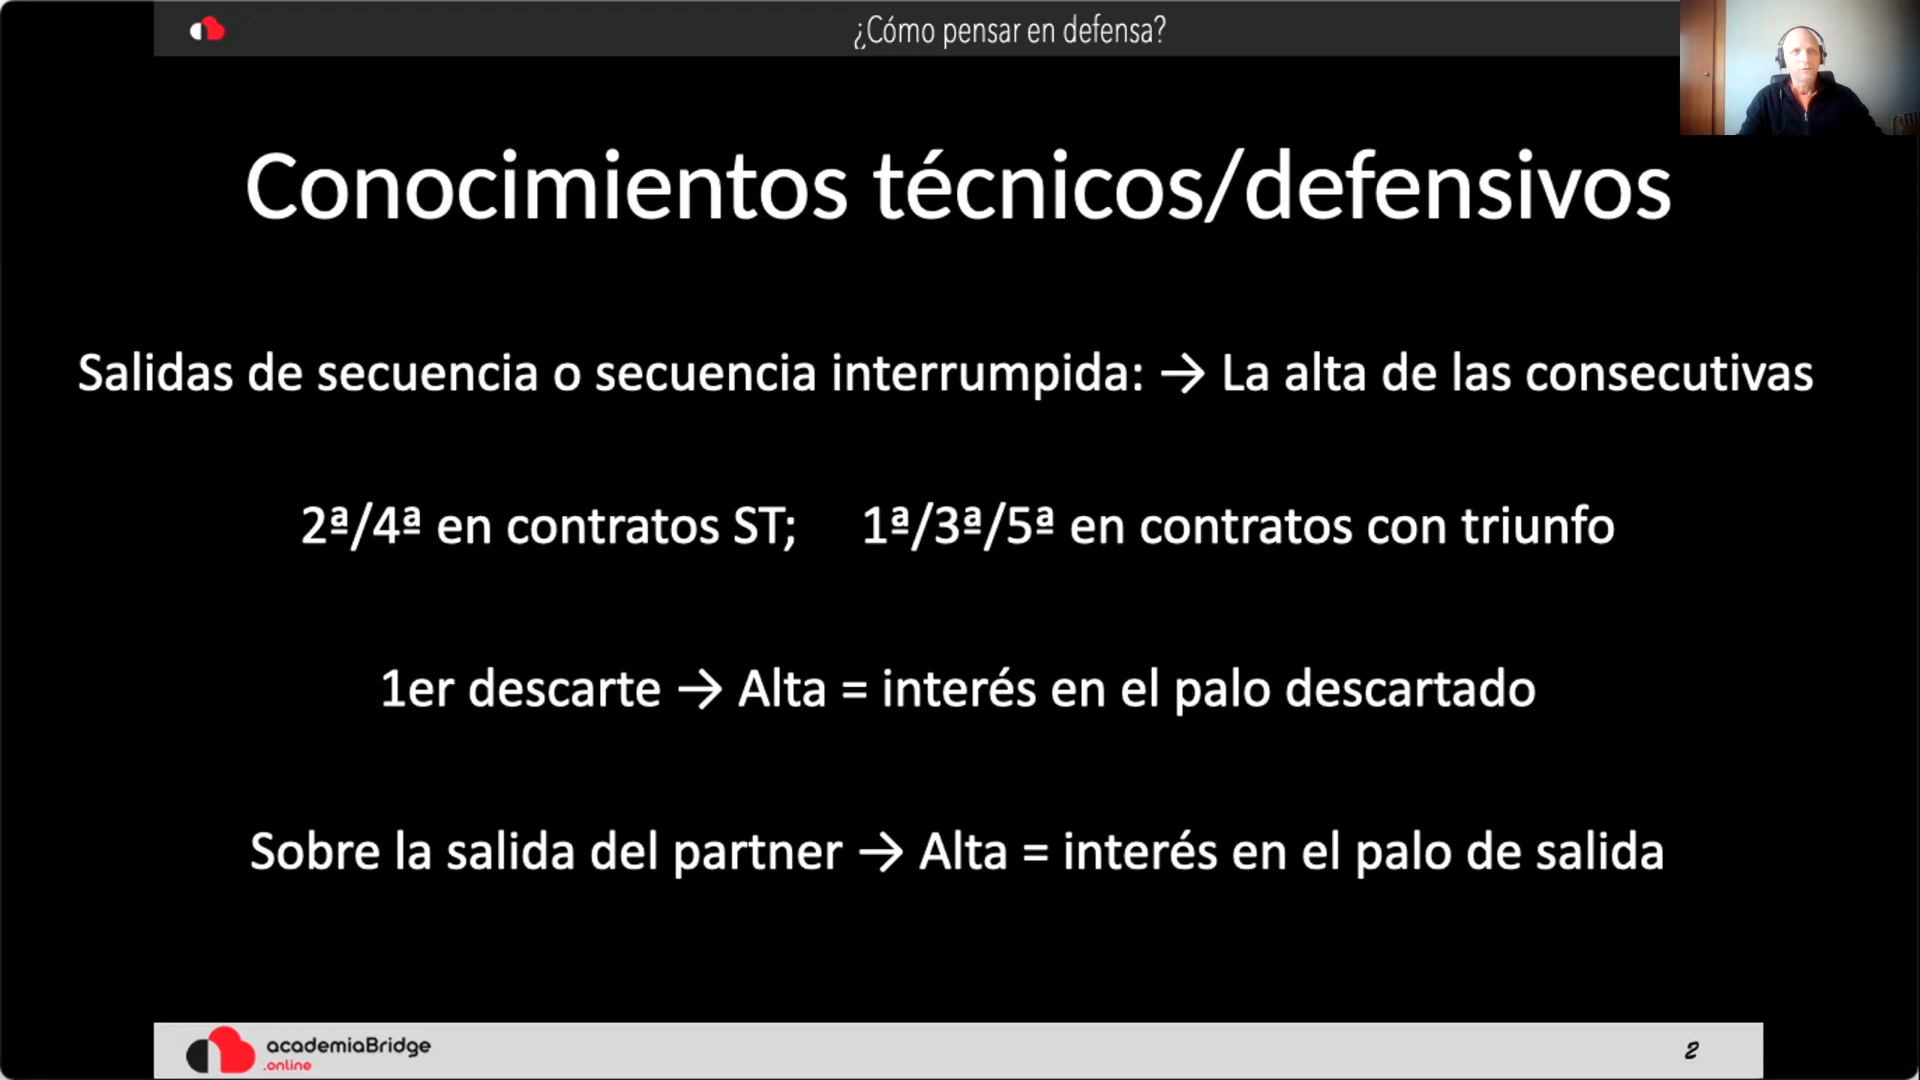 ¿Cómo pensar en defensa?
Conocimientos técnicos/defensivos
Salidas de secuencia o secuencia interrumpida: → La alta de las consecutivas
2ª/4ª en contratos ST; 1ª/3ª/5ª en contratos con triunfo
1er descarte → Alta = interés en el palo descartado
Sobre la salida del partner → Alta = interés en el palo de salida
academiaBridge
.online
2